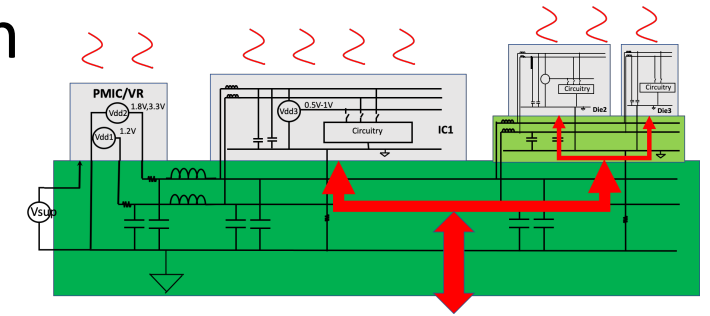 n
PMIC/VR
Vdd2
1.8V,3.3V
Vdd1
1.2V
Vsup
Vdd3
0.5V-1V
Circuitry
IC1
Circuitry
Die2
Circuitry
Die3